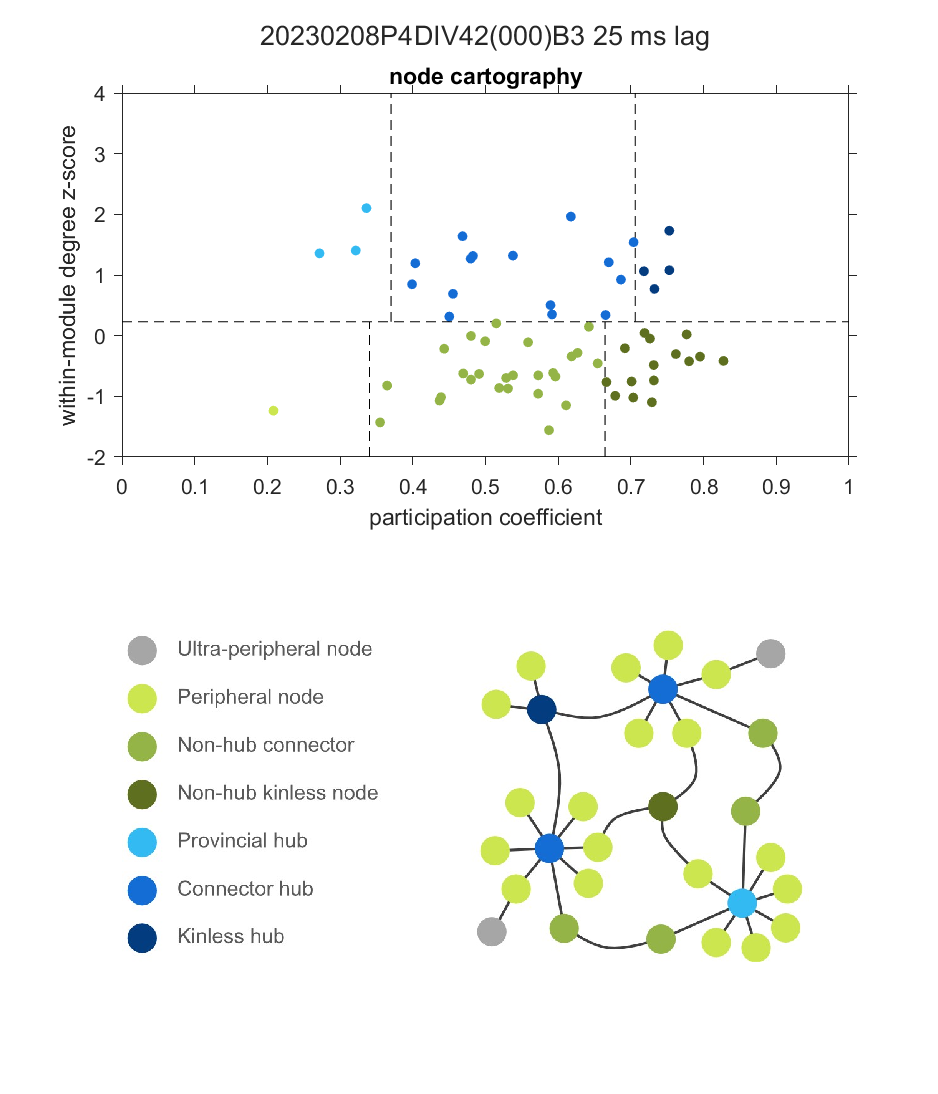 20230208P4DIV42(000)B3 25 ms lag
node cartography
4
3
2
1
0
-1
-2
within-module degree z-score
0 0.1 0.2 0.3 0.4 0.5 0.6 0.7 0.8 0.9 1
participation coefficient
Ultra-peripheral node
Peripheral node
Non-hub connector
Non-hub kinless node
Provincial hub
Connector hub
Kinless hub